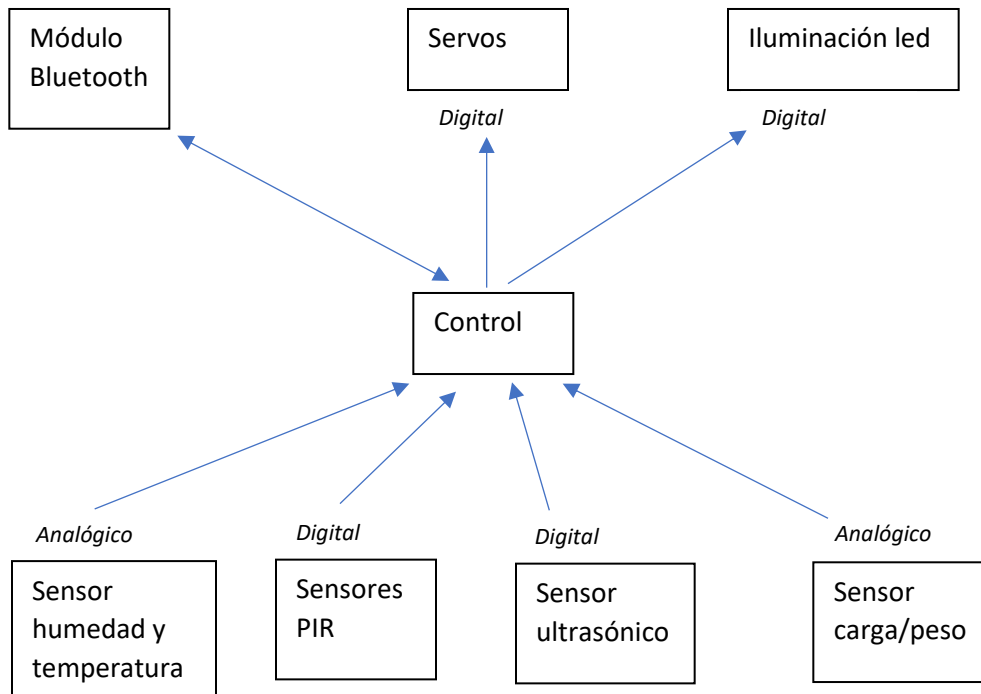 Módulo
Bluetooth
Servos
Iluminación led
Digital
Digital
Control
Analógico
Digital
Digital
Analógico
Sensor
humedad y
temperatura
Sensores
PIR
Sensor
ultrasónico
Sensor
carga/peso